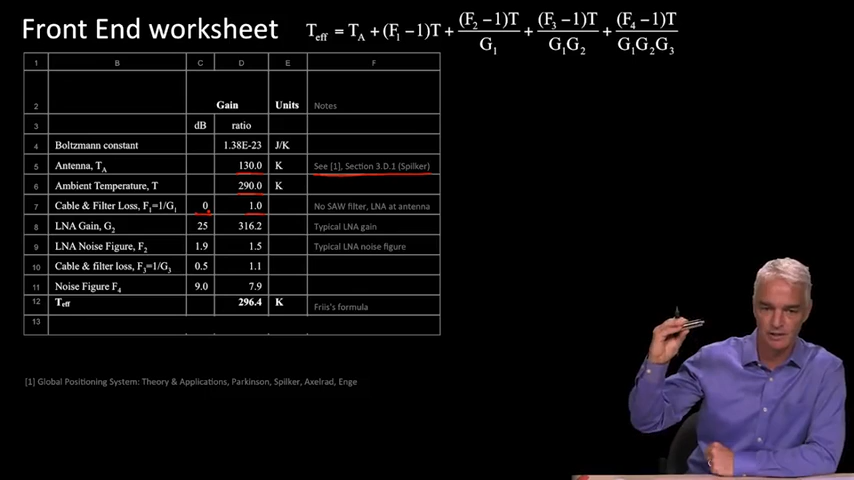 Front End worksheet
T_eff = T_A + (F_1 −1)T + (F_2 −1)T / G_1 + (F_3 −1)T / G_1G_2 + (F_4 −1)T / G_1G_2G_3
1 B C D E F
2 Gain Units Notes
3 dB ratio
4 Boltzmann constant 1.38E-23 J/K
5 Antenna, T_A 130.0 K See [1], Section 3.D.1 (Spilker)
6 Ambient Temperature, T 290.0 K
7 Cable & Filter Loss, F_1=1/G_1 0 1.0 No SAW filter, LNA at antenna
8 LNA Gain, G_2 25 316.2 Typical LNA gain
9 LNA Noise Figure, F_2 1.9 1.5 Typical LNA noise figure
10 Cable & filter loss, F_3=1/G_3 0.5 1.1
11 Noise Figure F_4 9.0 7.9
12 T_eff 296.4 K Friis's formula
13
[1] Global Positioning System: Theory & Applications, Parkinson, Spilker, Axelrad, Enge